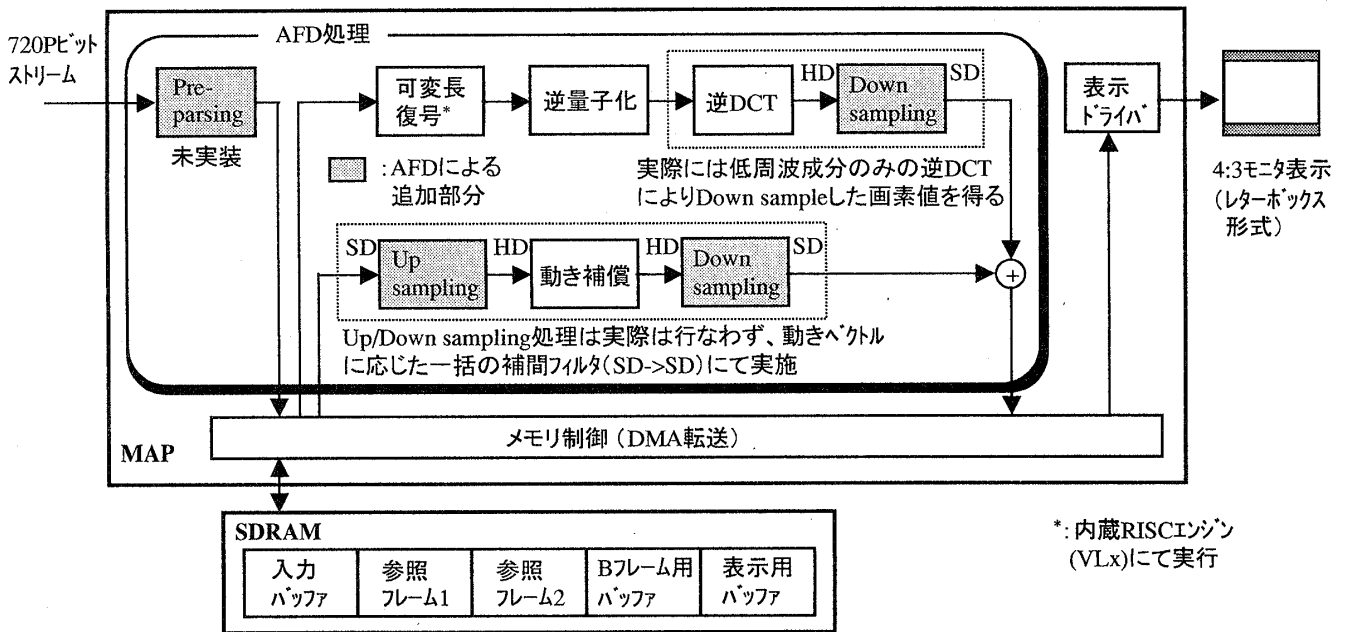 AFD処理
720Pビット
ストリーム
Pre-
parsing
未実装
可変長
復号*
逆量子化
逆DCT
HD
Down
sampling
SD
表示
ドライバ
:AFDによる
追加部分
実際には低周波成分のみの逆DCT
によりDown sampleした画素値を得る
4:3モニタ表示
(レターボックス
形式)
SD
Up
sampling
HD
動き補償
HD
Down
sampling
SD
+
Up/Down sampling処理は実際は行なわず、動きベクトル
に応じた一括の補間フィルタ(SD->SD)にて実施
メモリ制御(DMA転送)
MAP
SDRAM
入力
バッファ
参照
フレーム1
参照
フレーム2
Bフレーム用
バッファ
表示用
バッファ
*: 内蔵RISCエンジン
(VLx)にて実行